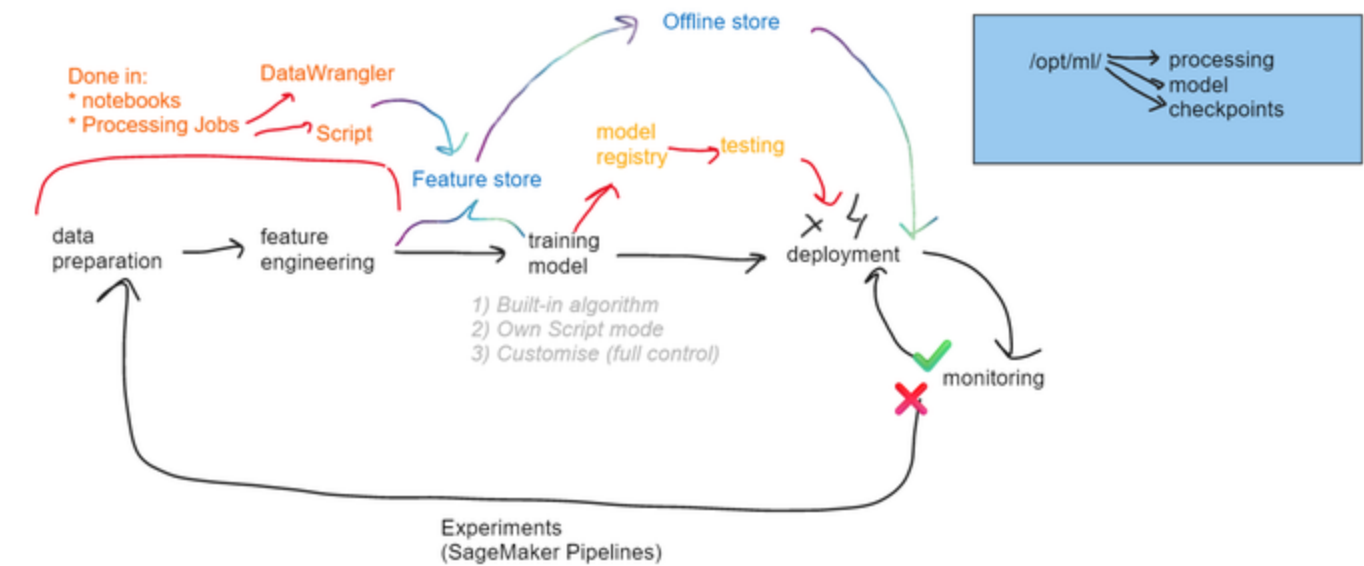 Offline store
/opt/ml/
processing
model
checkpoints
Done in:
* notebooks
* Processing Jobs
DataWrangler
Script
model
registry
testing
Feature store
x 4
data
preparation
feature
engineering
training
model
deployment
1) Built-in algorithm
2) Own Script mode
3) Customise (full control)
monitoring
Experiments
(SageMaker Pipelines)